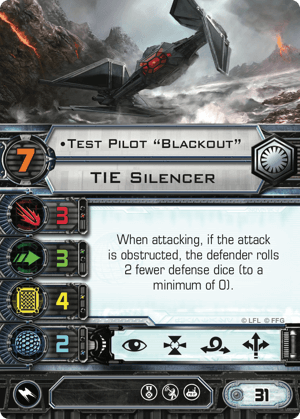 •Test Pilot “Blackout”
7
TIE Silencer
3
When attacking, if the attack
is obstructed, the defender rolls
2 fewer defense dice (to a
minimum of 0).
3
4
© LFL © FFG
2
31